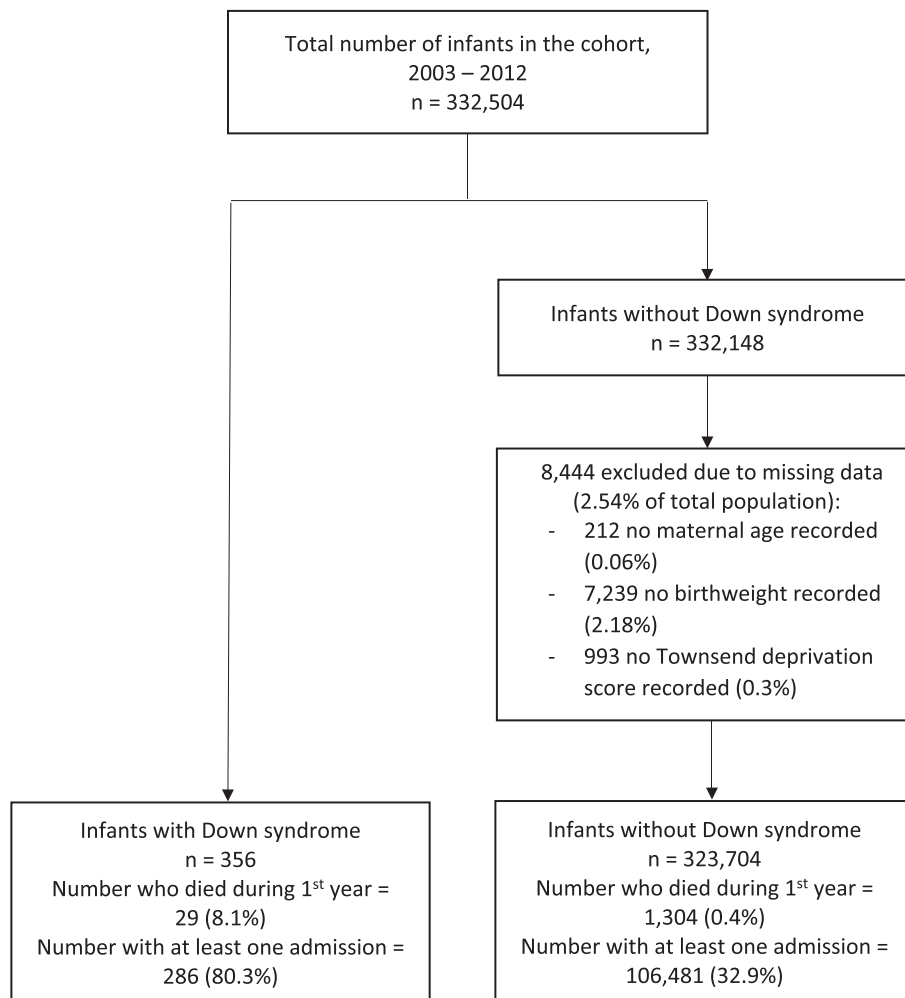 Total number of infants in the cohort,
2003 – 2012
n = 332,504
Infants without Down syndrome
n = 332,148
8,444 excluded due to missing data
(2.54% of total population):
- 212 no maternal age recorded
(0.06%)
- 7,239 no birthweight recorded
(2.18%)
- 993 no Townsend deprivation
score recorded (0.3%)
Infants with Down syndrome
n = 356
Number who died during 1st year =
29 (8.1%)
Number with at least one admission =
286 (80.3%)
Infants without Down syndrome
n = 323,704
Number who died during 1st year =
1,304 (0.4%)
Number with at least one admission =
106,481 (32.9%)